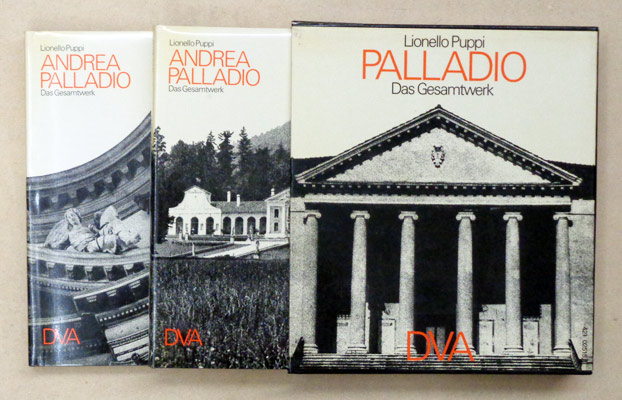 Lionello Puppi
ANDREA
PALLADIO
Das Gesamtwerk
DVA
Lionello Puppi
ANDREA
PALLADIO
Das Gesamtwerk
DVA
Lionello Puppi
PALLADIO
Das Gesamtwerk
DVA